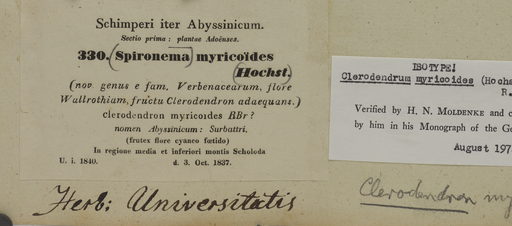 Schimperi iter Abyssinicum.
Sectio prima: plantae Adoënses.
330. (Spironema) myricoïdes
(Hochst.)
(nov. genus e fam. Verbenacearum, flore
Wallrothiam, fructu Clerodendron adaequans.)
clerodendron myricoides RBr?
nomen Abyssinicum: Surbattri.
(frutex flore cyaneo fœtido)
In regione media et inferiori montis Scholoda
U. i. 1840. d. 3. Oct. 1837.
Herb: Universitatis
ISOTYPE!
Clerodendrum myricoides (Hochs
R.
Verified by H. N. MOLDENKE and c
by him in his Monograph of the Ge
August 197
Clerodendron my